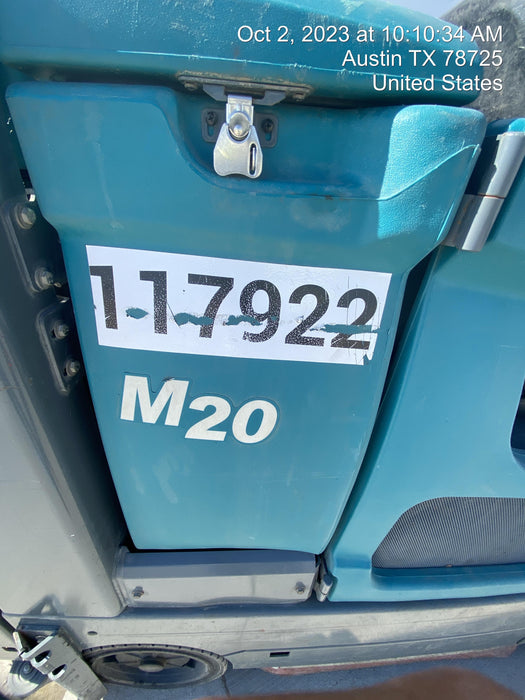 Oct 2, 2023 at 10:10:34 AM
Austin TX 78725
United States
117922
M20